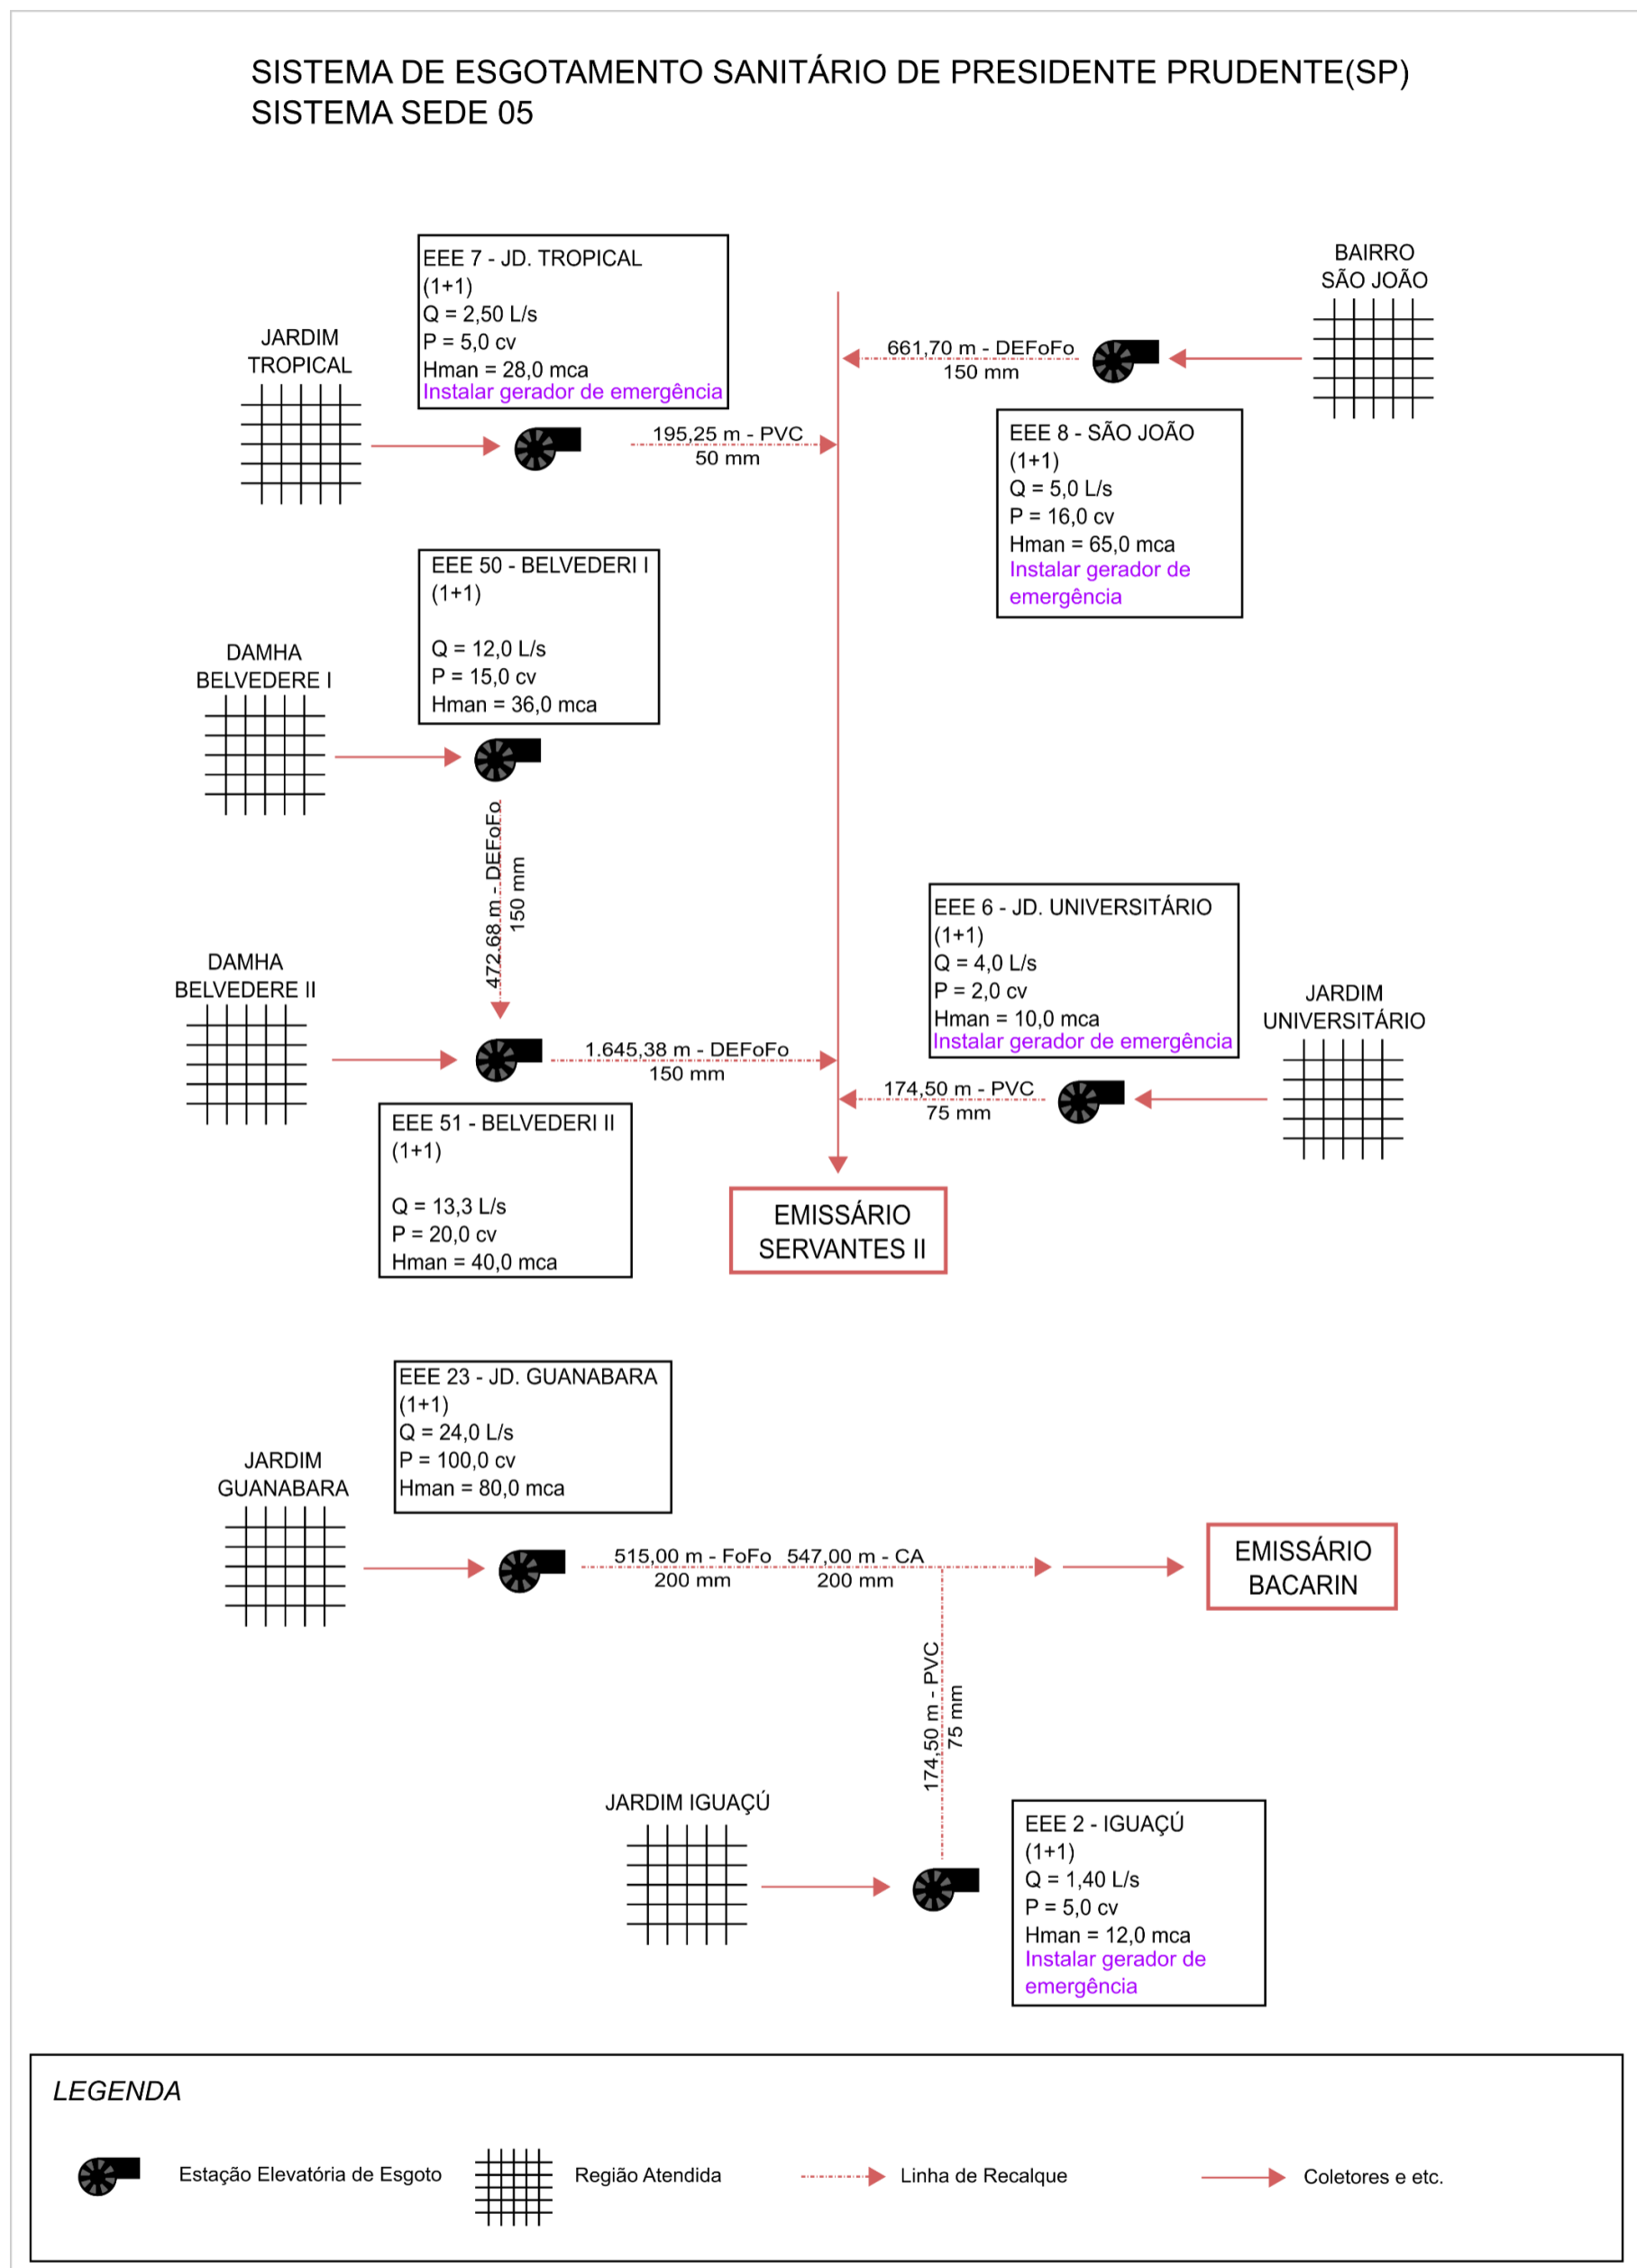 SISTEMA DE ESGOTAMENTO SANITÁRIO DE PRESIDENTE PRUDENTE(SP)
SISTEMA SEDE 05
EEE 7 - JD. TROPICAL
(1+1)
Q = 2,50 L/s
P = 5,0 cv
Hman = 28,0 mca
Instalar gerador de emergência
JARDIM
TROPICAL
195,25 m - PVC
50 mm
BAIRRO
SÃO JOÃO
661,70 m - DEFoFo
150 mm
EEE 8 - SÃO JOÃO
(1+1)
Q = 5,0 L/s
P = 16,0 cv
Hman = 65,0 mca
Instalar gerador de
emergência
EEE 50 - BELVEDERI I
(1+1)
Q = 12,0 L/s
P = 15,0 cv
Hman = 36,0 mca
DAMHA
BELVEDERE I
472.68 m - DEFoFo
150 mm
DAMHA
BELVEDERE II
1.645,38 m - DEFoFo
150 mm
EEE 51 - BELVEDERI II
(1+1)
Q = 13,3 L/s
P = 20,0 cv
Hman = 40,0 mca
EEE 6 - JD. UNIVERSITÁRIO
(1+1)
Q = 4,0 L/s
P = 2,0 cv
Hman = 10,0 mca
Instalar gerador de emergência
JARDIM
UNIVERSITÁRIO
174,50 m - PVC
75 mm
EMISSÁRIO
SERVANTES II
EEE 23 - JD. GUANABARA
(1+1)
Q = 24,0 L/s
P = 100,0 cv
Hman = 80,0 mca
JARDIM
GUANABARA
515,00 m - FoFo 547,00 m - CA
200 mm 200 mm
EMISSÁRIO
BACARIN
174,50 m - PVC
75 mm
JARDIM IGUAÇÚ
EEE 2 - IGUAÇÚ
(1+1)
Q = 1,40 L/s
P = 5,0 cv
Hman = 12,0 mca
Instalar gerador de
emergência
LEGENDA
Estação Elevatória de Esgoto
Região Atendida
Linha de Recalque
Coletores e etc.